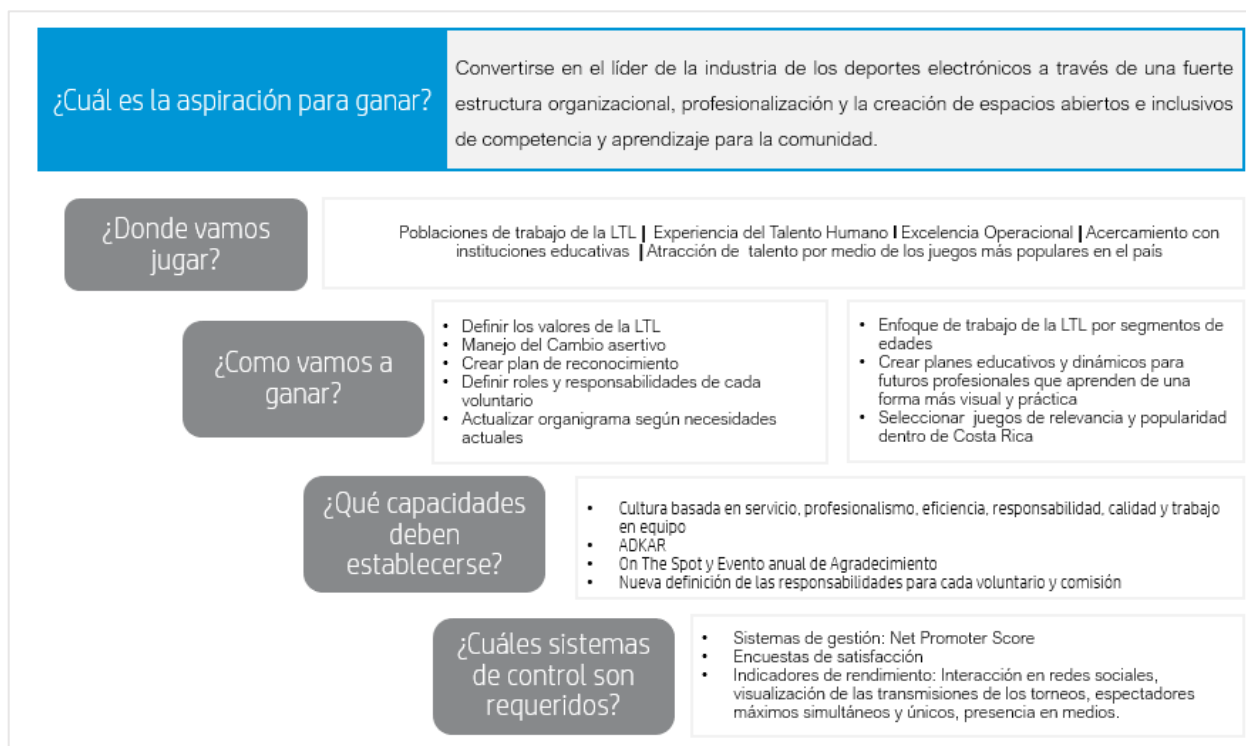 ¿Cuál es la aspiración para ganar?
Convertirse en el líder de la industria de los deportes electrónicos a través de una fuerte
estructura organizacional, profesionalización y la creación de espacios abiertos e inclusivos
de competencia y aprendizaje para la comunidad.
¿Donde vamos
jugar?
Poblaciones de trabajo de la LTL | Experiencia del Talento Humano I Excelencia Operacional | Acercamiento con
instituciones educativas | Atracción de talento por medio de los juegos más populares en el país
¿Como vamos a
ganar?
• Definir los valores de la LTL
• Manejo del Cambio asertivo
• Crear plan de reconocimiento
• Definir roles y responsabilidades de cada
voluntario
• Actualizar organigrama según necesidades
actuales
• Enfoque de trabajo de la LTL por segmentos de
edades
• Crear planes educativos y dinámicos para
futuros profesionales que aprenden de una
forma más visual y práctica
• Seleccionar juegos de relevancia y popularidad
dentro de Costa Rica
¿Qué capacidades
deben
establecerse?
• Cultura basada en servicio, profesionalismo, eficiencia, responsabilidad, calidad y trabajo
en equipo
• ADKAR
• On The Spot y Evento anual de Agradecimiento
• Nueva definición de las responsabilidades para cada voluntario y comisión
¿Cuáles sistemas
de control son
requeridos?
• Sistemas de gestión: Net Promoter Score
• Encuestas de satisfacción
• Indicadores de rendimiento: Interacción en redes sociales,
visualización de las transmisiones de los torneos, espectadores
máximos simultáneos y únicos, presencia en medios.